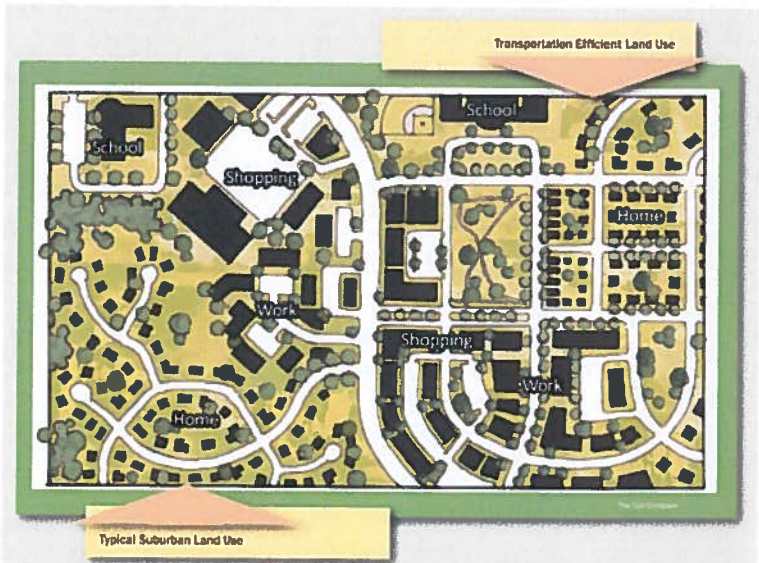 Transportation Efficient Land Use
School
School
Shopping
Home
Work
Shopping
Work
Home
Typical Suburban Land Use